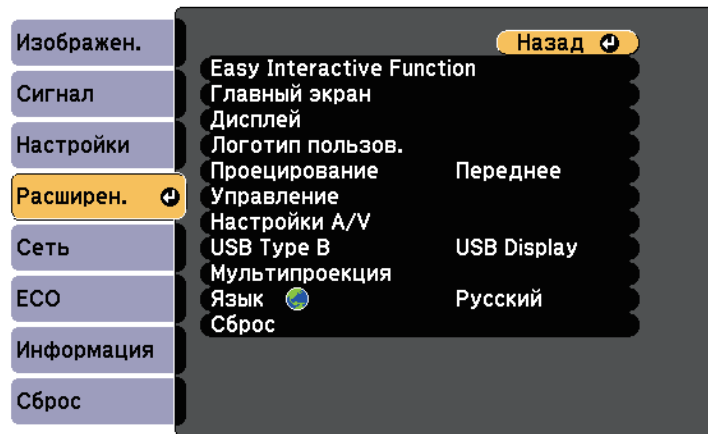 Изображен.
Сигнал
Настройки
Расширен.
Сеть
ECO
Информация
Сброс
Назад
Easy Interactive Function
Главный экран
Дисплей
Логотип пользов.
Проецирование Переднее
Управление
Настройки A/V
USB Type B USB Display
Мультипроекция
Язык Русский
Сброс